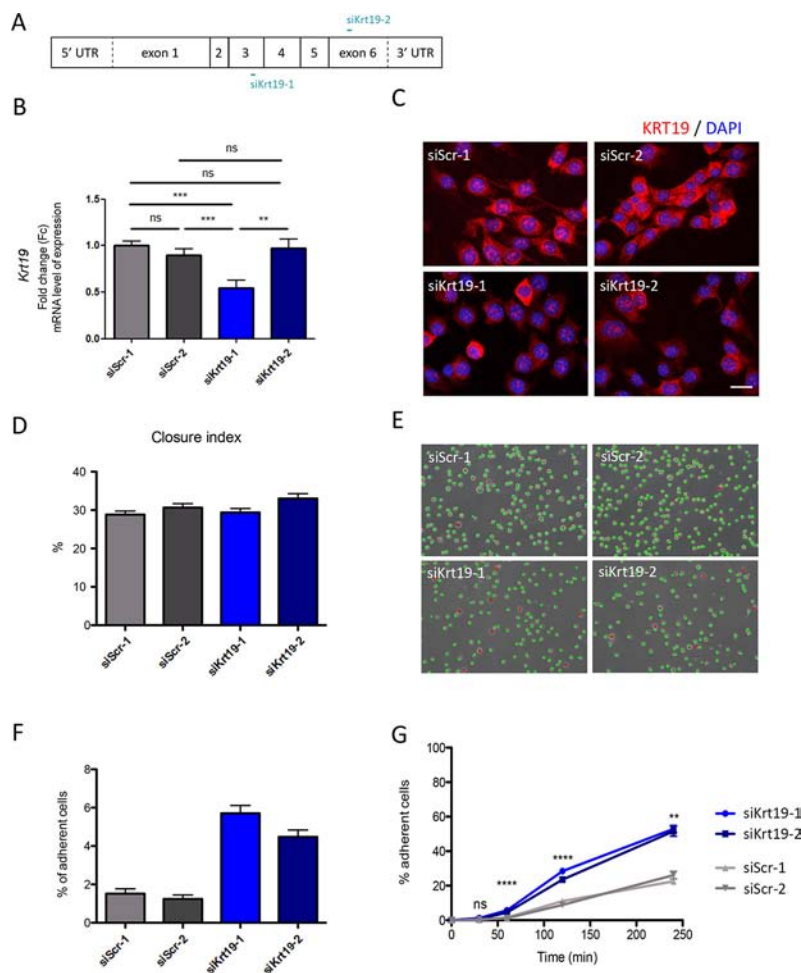 A
siKrt19-2
5' UTR exon 1 2 3 4 5 exon 6 3' UTR
siKrt19-1
B
ns
ns
***
ns *** **
Krt19
Fold change (Fc)
mRNA level of expression
1.5
1.0
0.5
0.0
siScr-1 siScr-2 siKrt19-1 siKrt19-2
C
KRT19 / DAPI
siScr-1 siScr-2
siKrt19-1 siKrt19-2
D
Closure index
%
40
30
20
10
0
siScr-1 siScr-2 siKrt19-1 siKrt19-2
E
siScr-1 siScr-2
siKrt19-1 siKrt19-2
F
% of adherent cells
8
6
4
2
0
siScr-1 siScr-2 siKrt19-1 siKrt19-2
G
% adherent cells
100
80
60
40
20
0
ns **** **** **
0 50 100 150 200 250
Time (min)
siKrt19-1
siKrt19-2
siScr-1
siScr-2